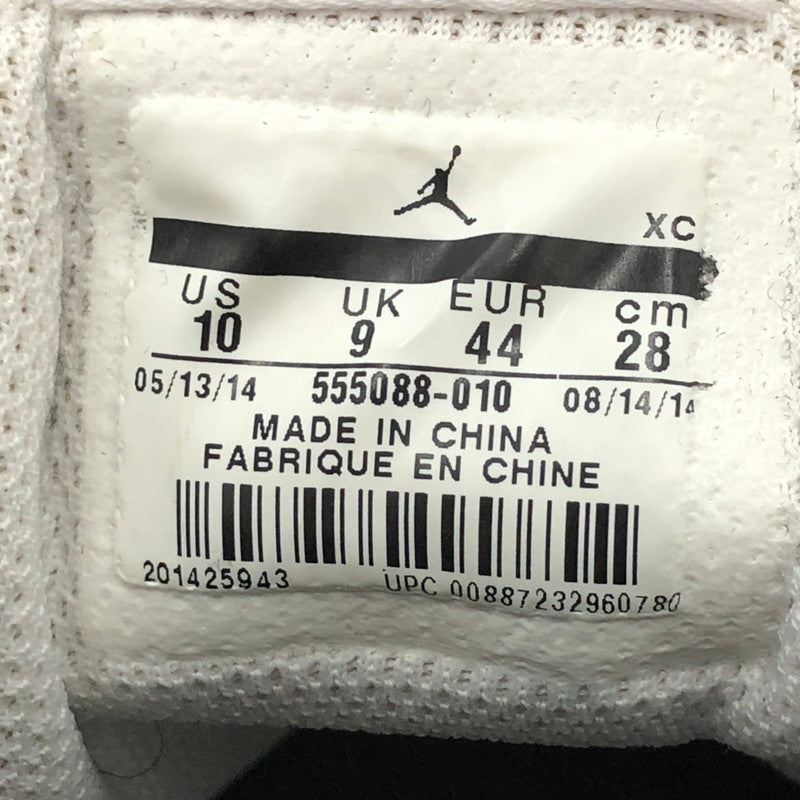 XC
US UK EUR cm
10 9 44 28
05/13/14 555088-010 08/14/14
MADE IN CHINA
FABRIQUE EN CHINE
201425943 UPC 00887232960780